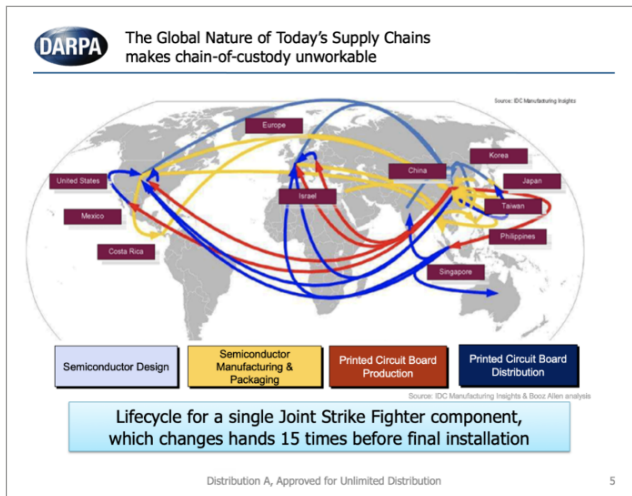 DARPA
The Global Nature of Today's Supply Chains
makes chain-of-custody unworkable
Source: IDC Manufacturing Insights
Europe
Korea
China
United States
Japan
Israel
Taiwan
Mexico
Philippines
Costa Rica
Singapore
Semiconductor Design
Semiconductor
Manufacturing &
Packaging
Printed Circuit Board
Production
Printed Circuit Board
Distribution
Source: IDC Manufacturing Insights & Booz Allen analysis
Lifecycle for a single Joint Strike Fighter component,
which changes hands 15 times before final installation
Distribution A, Approved for Unlimited Distribution
5